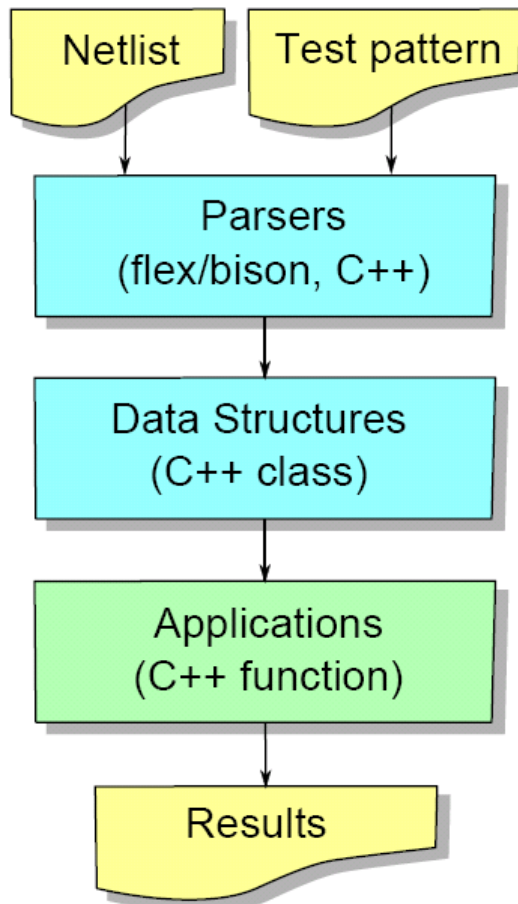 Netlist
Test pattern
Parsers
(flex/bison, C++)
Data Structures
(C++ class)
Applications
(C++ function)
Results